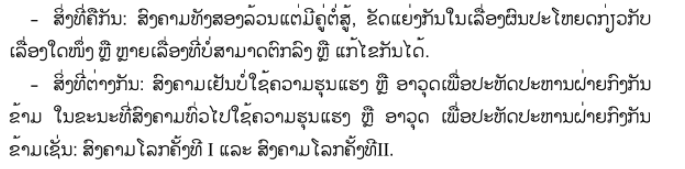 - ສິ່ງທີ່ຄືກັນ: ສົງຄາມທັງສອງລ້ວນແຕ່ມີຄູ່ຕໍ່ສູ້, ຂັດແຍ່ງກັນໃນເລື່ອງຜົນປະໂຫຍດກ່ຽວກັບ
ເລື່ອງໃດໜຶ່ງ ຫຼື ຫຼາຍເລື່ອງທີ່ບໍ່ສາມາດຕົກລົງ ຫຼື ແກ້ໄຂກັນໄດ້.
- ສິ່ງທີ່ຕ່າງກັນ: ສົງຄາມເຢັນບໍ່ໃຊ້ຄວາມຮຸນແຮງ ຫຼື ອາວຸດເພື່ອປະຫັດປະຫານຝ່າຍກົງກັນ
ຂ້າມ ໃນຂະນະທີ່ສົງຄາມທົ່ວໄປໃຊ້ຄວາມຮຸນແຮງ ຫຼື ອາວຸດ ເພື່ອປະຫັດປະຫານຝ່າຍກົງກັນ
ຂ້າມເຊັ່ນ: ສົງຄາມໂລກຄັ້ງທີ I ແລະ ສົງຄາມໂລກຄັ້ງທີII.